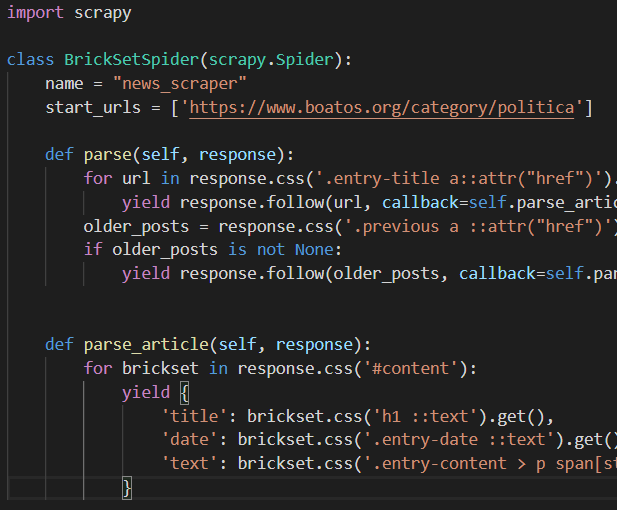 import scrapy
class BrickSetSpider(scrapy.Spider):
name = "news_scraper"
start_urls = ['https://www.boatos.org/category/politica']
def parse(self, response):
for url in response.css('.entry-title a::attr("href")').
yield response.follow(url, callback=self.parse_artic
older_posts = response.css('.previous a ::attr("href")')
if older_posts is not None:
yield response.follow(older_posts, callback=self.par
def parse_article(self, response):
for brickset in response.css('#content'):
yield {
'title': brickset.css('h1 ::text').get(),
'date': brickset.css('.entry-date ::text').get()
'text': brickset.css('.entry-content > p span[st
}